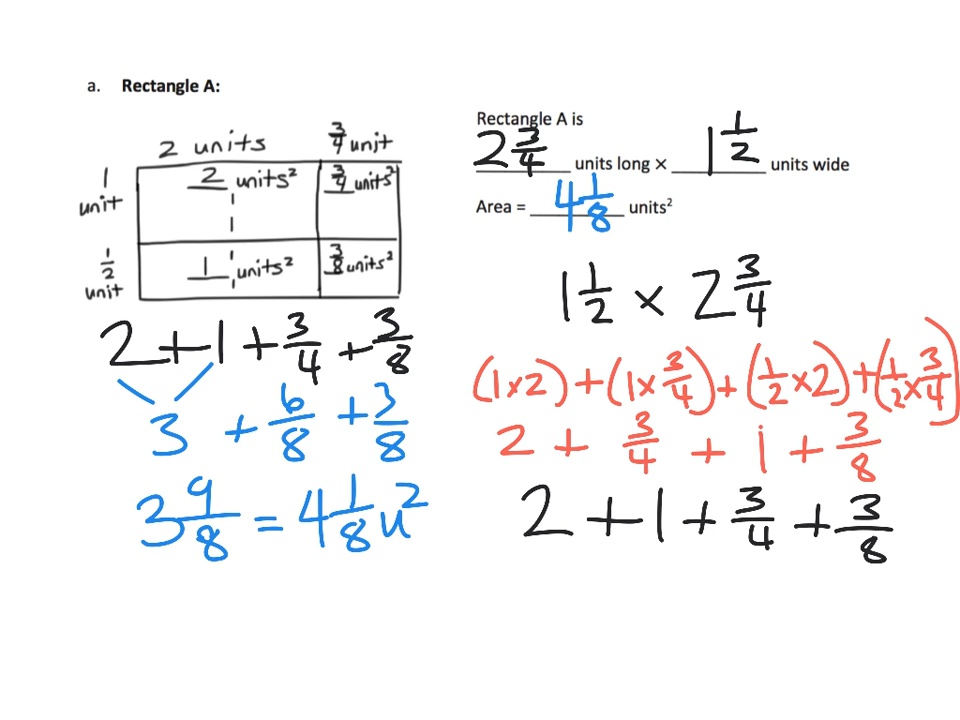 a. Rectangle A:
2 units 3/4 unit
1 unit
2 units² 3/4 units²
1/2 unit
1 units² 3/8 units²
2 + 1 + 3/4 + 3/8
3 + 6/8 + 3/8
3 9/8 = 4 1/8 u²
Rectangle A is
2 3/4 units long × 1 1/2 units wide
Area = 4 1/8 units²
1 1/2 x 2 3/4
(1x2) + (1x 3/4) + (1/2 x2) + (1/2 x 3/4)
2 + 3/4 + 1 + 3/8
2 + 1 + 3/4 + 3/8